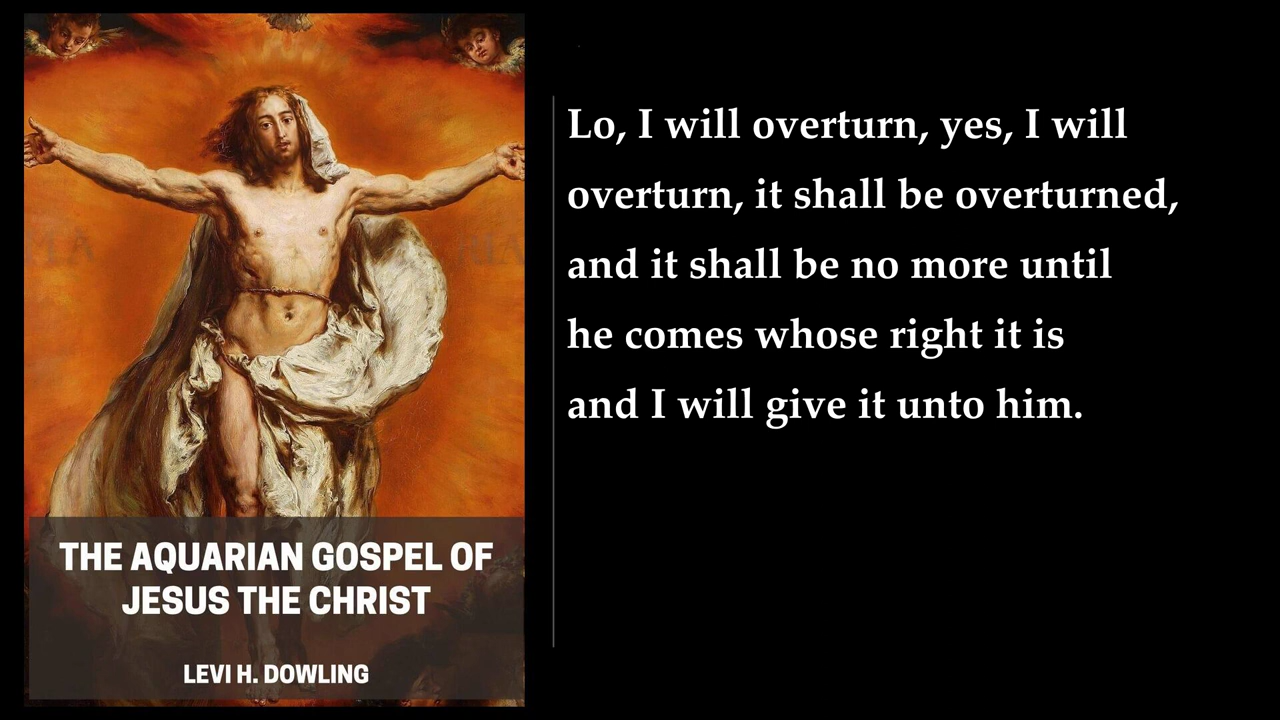 THE AQUARIAN GOSPEL OF
JESUS THE CHRIST
LEVI H. DOWLING
Lo, I will overturn, yes, I will
overturn, it shall be overturned,
and it shall be no more until
he comes whose right it is
and I will give it unto him.